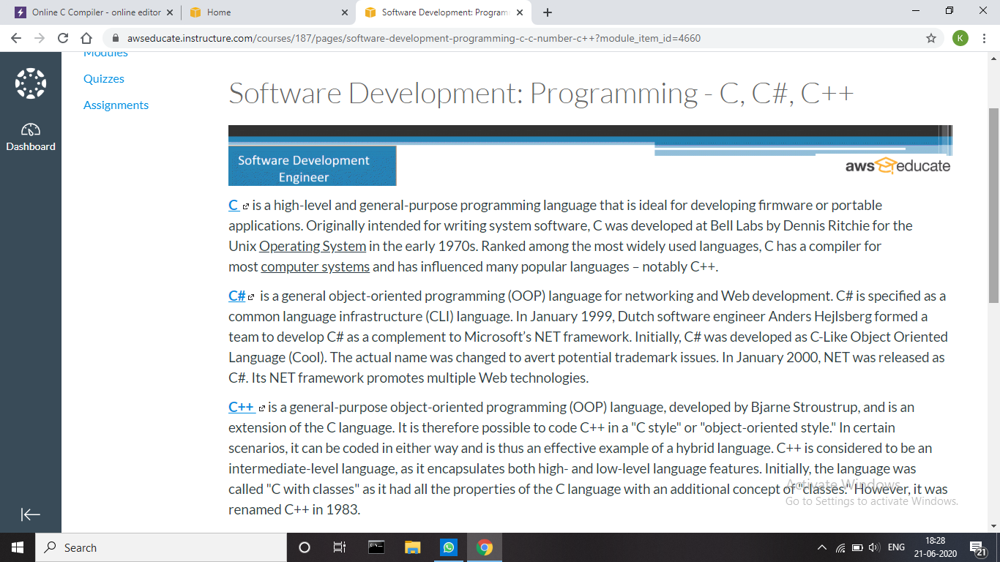 Online C Compiler - online editor
Home
Software Development: Program
awseducate.instructure.com/courses/187/pages/software-development-programming-c-c-number-c++?module_item_id=4660
K
Modules
Quizzes
Assignments
Dashboard
Software Development: Programming - C, C#, C++
Software Development
Engineer
aws educate
C is a high-level and general-purpose programming language that is ideal for developing firmware or portable
applications. Originally intended for writing system software, C was developed at Bell Labs by Dennis Ritchie for the
Unix Operating System in the early 1970s. Ranked among the most widely used languages, C has a compiler for
most computer systems and has influenced many popular languages – notably C++.
C# is a general object-oriented programming (OOP) language for networking and Web development. C# is specified as a
common language infrastructure (CLI) language. In January 1999, Dutch software engineer Anders Hejlsberg formed a
team to develop C# as a complement to Microsoft’s NET framework. Initially, C# was developed as C-Like Object Oriented
Language (Cool). The actual name was changed to avert potential trademark issues. In January 2000, NET was released as
C#. Its NET framework promotes multiple Web technologies.
C++ is a general-purpose object-oriented programming (OOP) language, developed by Bjarne Stroustrup, and is an
extension of the C language. It is therefore possible to code C++ in a "C style" or "object-oriented style." In certain
scenarios, it can be coded in either way and is thus an effective example of a hybrid language. C++ is considered to be an
intermediate-level language, as it encapsulates both high- and low-level language features. Initially, the language was
called "C with classes" as it had all the properties of the C language with an additional concept of "classes." However, it was
renamed C++ in 1983.
Activate Windows
Go to Settings to activate Windows.
Search
ENG
18:28
21-06-2020
21